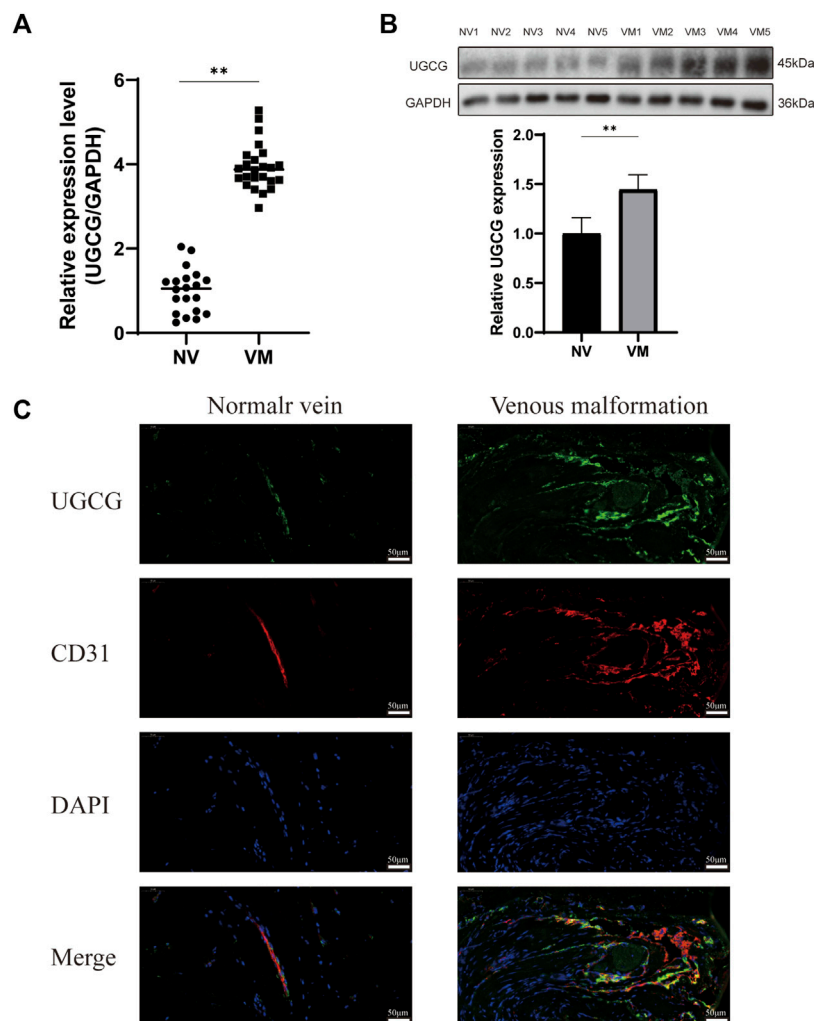 A
Relative expression level
(UGCG/GAPDH)
6
4
2
0
**
NV
VM
B
NV1 NV2 NV3 NV4 NV5 VM1 VM2 VM3 VM4 VM5
UGCG
45kDa
GAPDH
36kDa
Relative UGCG expression
2.0
1.5
1.0
0.5
0.0
**
NV
VM
C
Normalr vein
Venous malformation
UGCG
50μm
50μm
CD31
50μm
50μm
DAPI
50μm
50μm
Merge
50μm
50μm